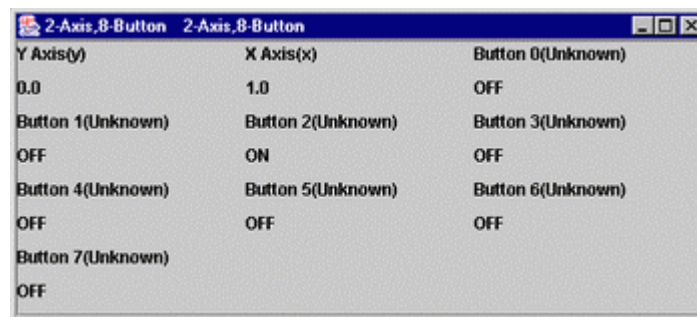 2-Axis,8-Button 2-Axis,8-Button
Y Axis(y) X Axis(x) Button 0(Unknown)
0.0 1.0 OFF
Button 1(Unknown) Button 2(Unknown) Button 3(Unknown)
OFF ON OFF
Button 4(Unknown) Button 5(Unknown) Button 6(Unknown)
OFF OFF OFF
Button 7(Unknown)
OFF